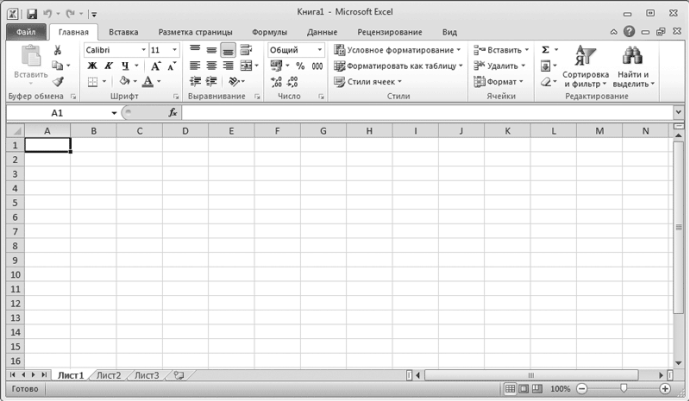 Книга1 - Microsoft Excel
Файл Главная Вставка Разметка страницы Формулы Данные Рецензирование Вид
Вставить
Calibri 11
Ж К Ч
Общий
% 000
Условное форматирование
Форматировать как таблицу
Стили ячеек
Вставить
Удалить
Формат
Σ
Сортировка и фильтр
Найти и выделить
Буфер обмена Шрифт Выравнивание Число Стили Ячейки Редактирование
A1 fx
A B C D E F G H I J K L M N
1
2
3
4
5
6
7
8
9
10
11
12
13
14
15
16
Лист1 Лист2 Лист3
Готово 100%